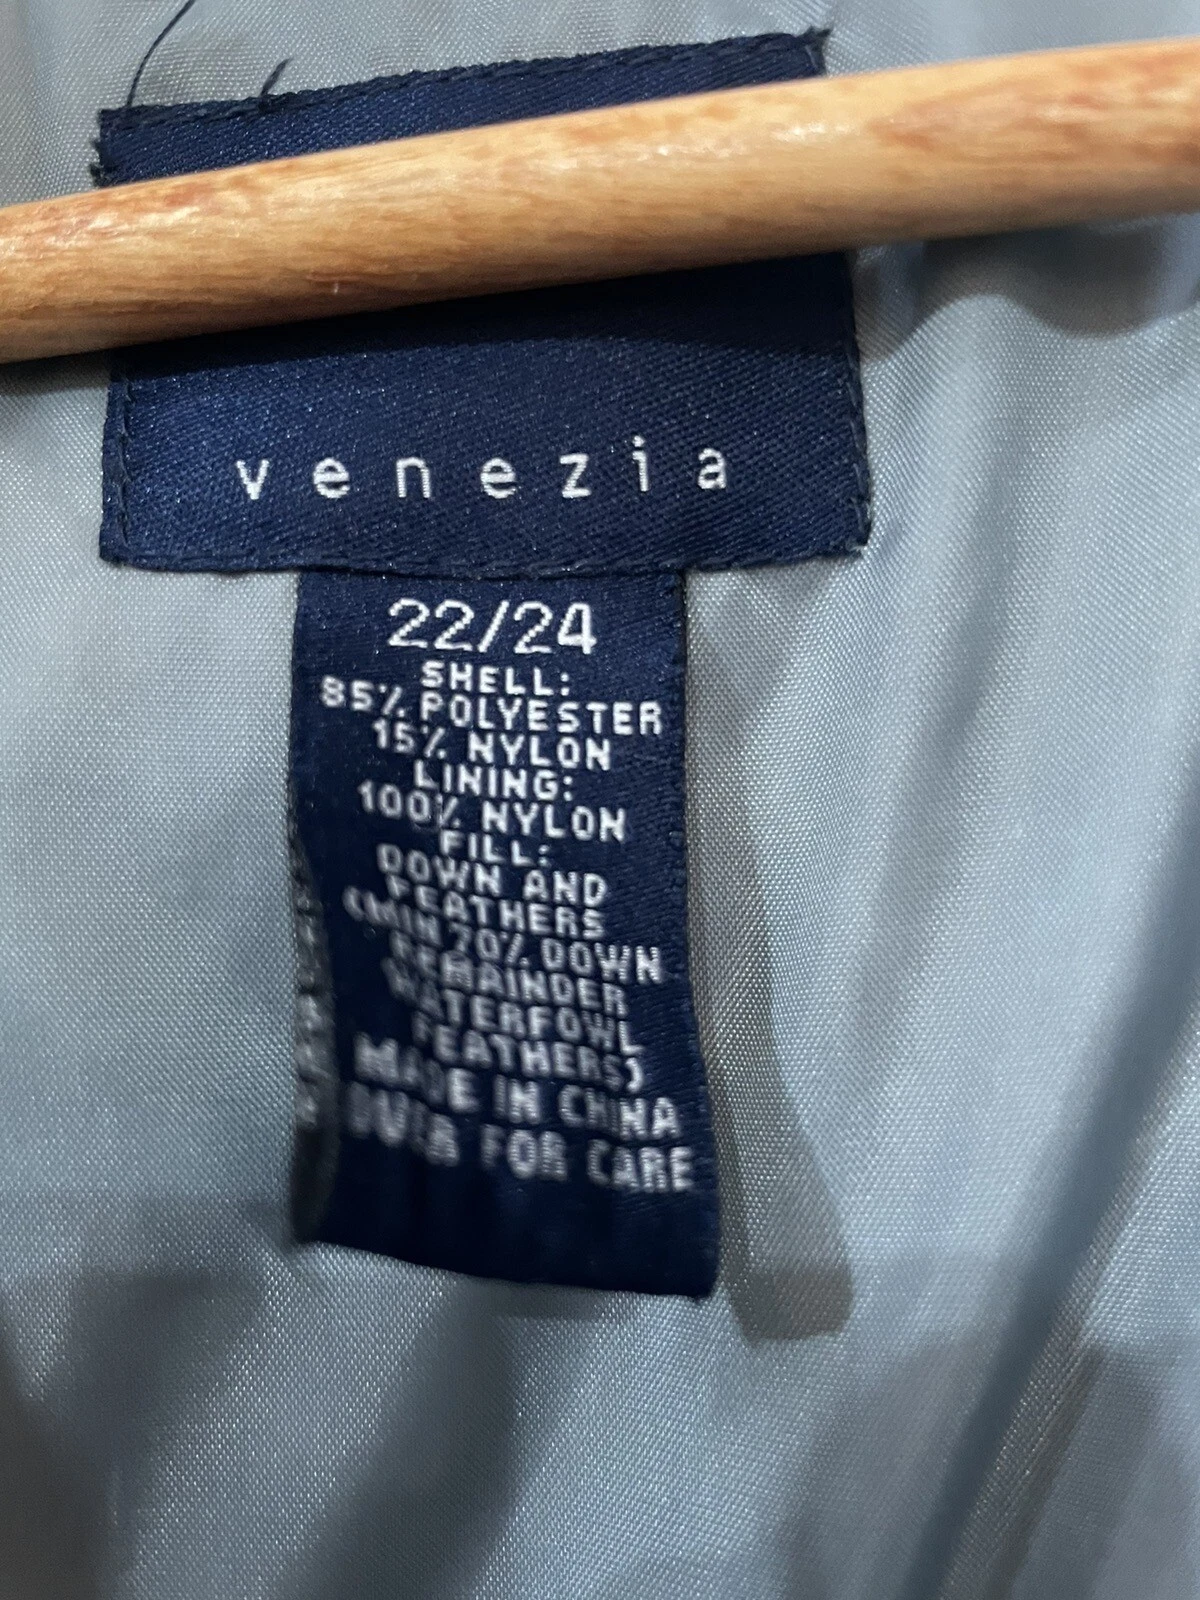 venezia
22/24
SHELL:
85% POLYESTER
15% NYLON
LINING:
100% NYLON
FILL:
DOWN AND
FEATHERS
(MIN 70% DOWN
REMAINDER
WATERFOWL
FEATHERS)
MADE IN CHINA
OVER FOR CARE